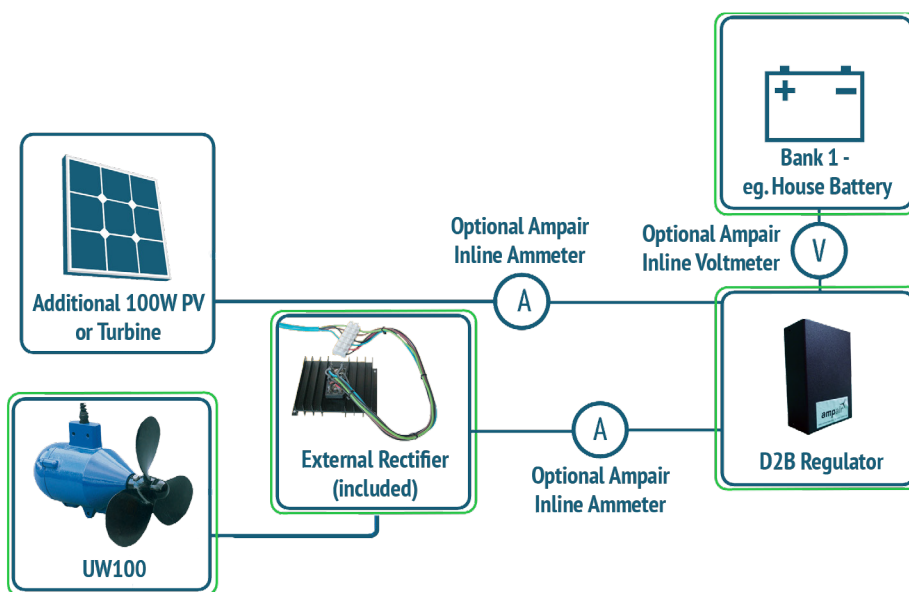 Bank 1 -
eg. House Battery
Optional Ampair
Inline Ammeter
A
Optional Ampair
Inline Voltmeter
V
Additional 100W PV
or Turbine
External Rectifier
(included)
A
Optional Ampair
Inline Ammeter
ampair
D2B Regulator
UW100